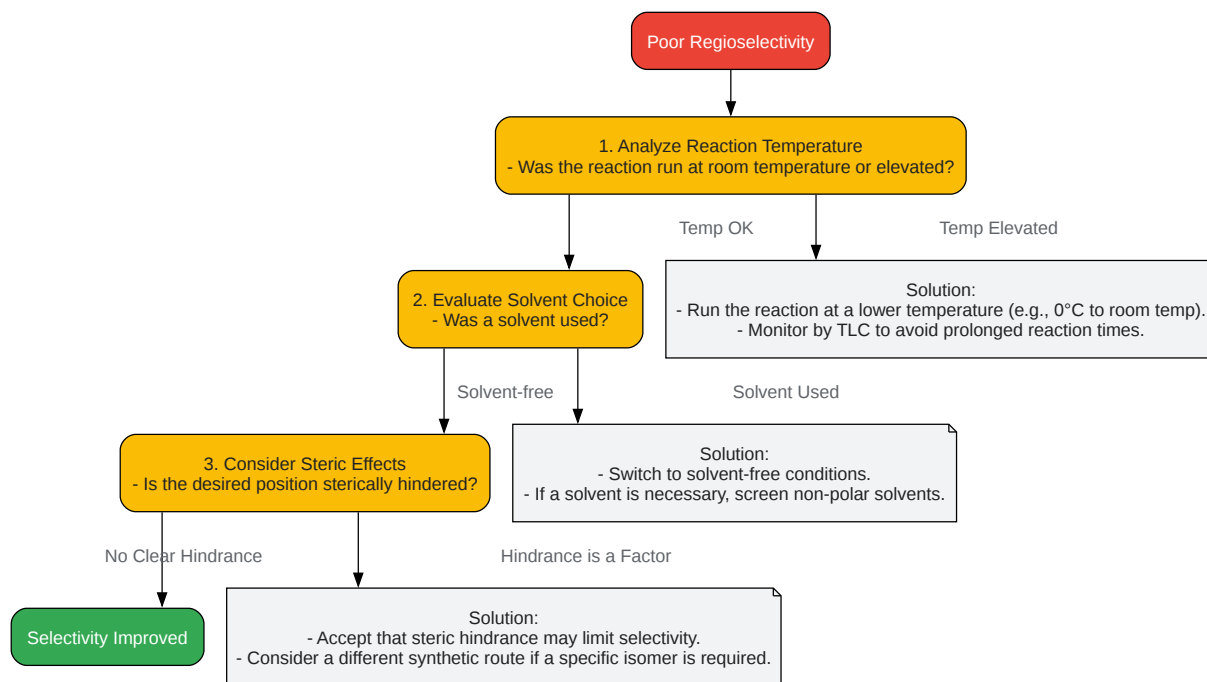 Poor Regioselectivity
1. Analyze Reaction Temperature
- Was the reaction run at room temperature or elevated?
Temp OK
Temp Elevated
2. Evaluate Solvent Choice
- Was a solvent used?
Solution:
- Run the reaction at a lower temperature (e.g., 0°C to room temp).
- Monitor by TLC to avoid prolonged reaction times.
Solvent-free
Solvent Used
3. Consider Steric Effects
- Is the desired position sterically hindered?
Solution:
- Switch to solvent-free conditions.
- If a solvent is necessary, screen non-polar solvents.
No Clear Hindrance
Hindrance is a Factor
Selectivity Improved
Solution:
- Accept that steric hindrance may limit selectivity.
- Consider a different synthetic route if a specific isomer is required.